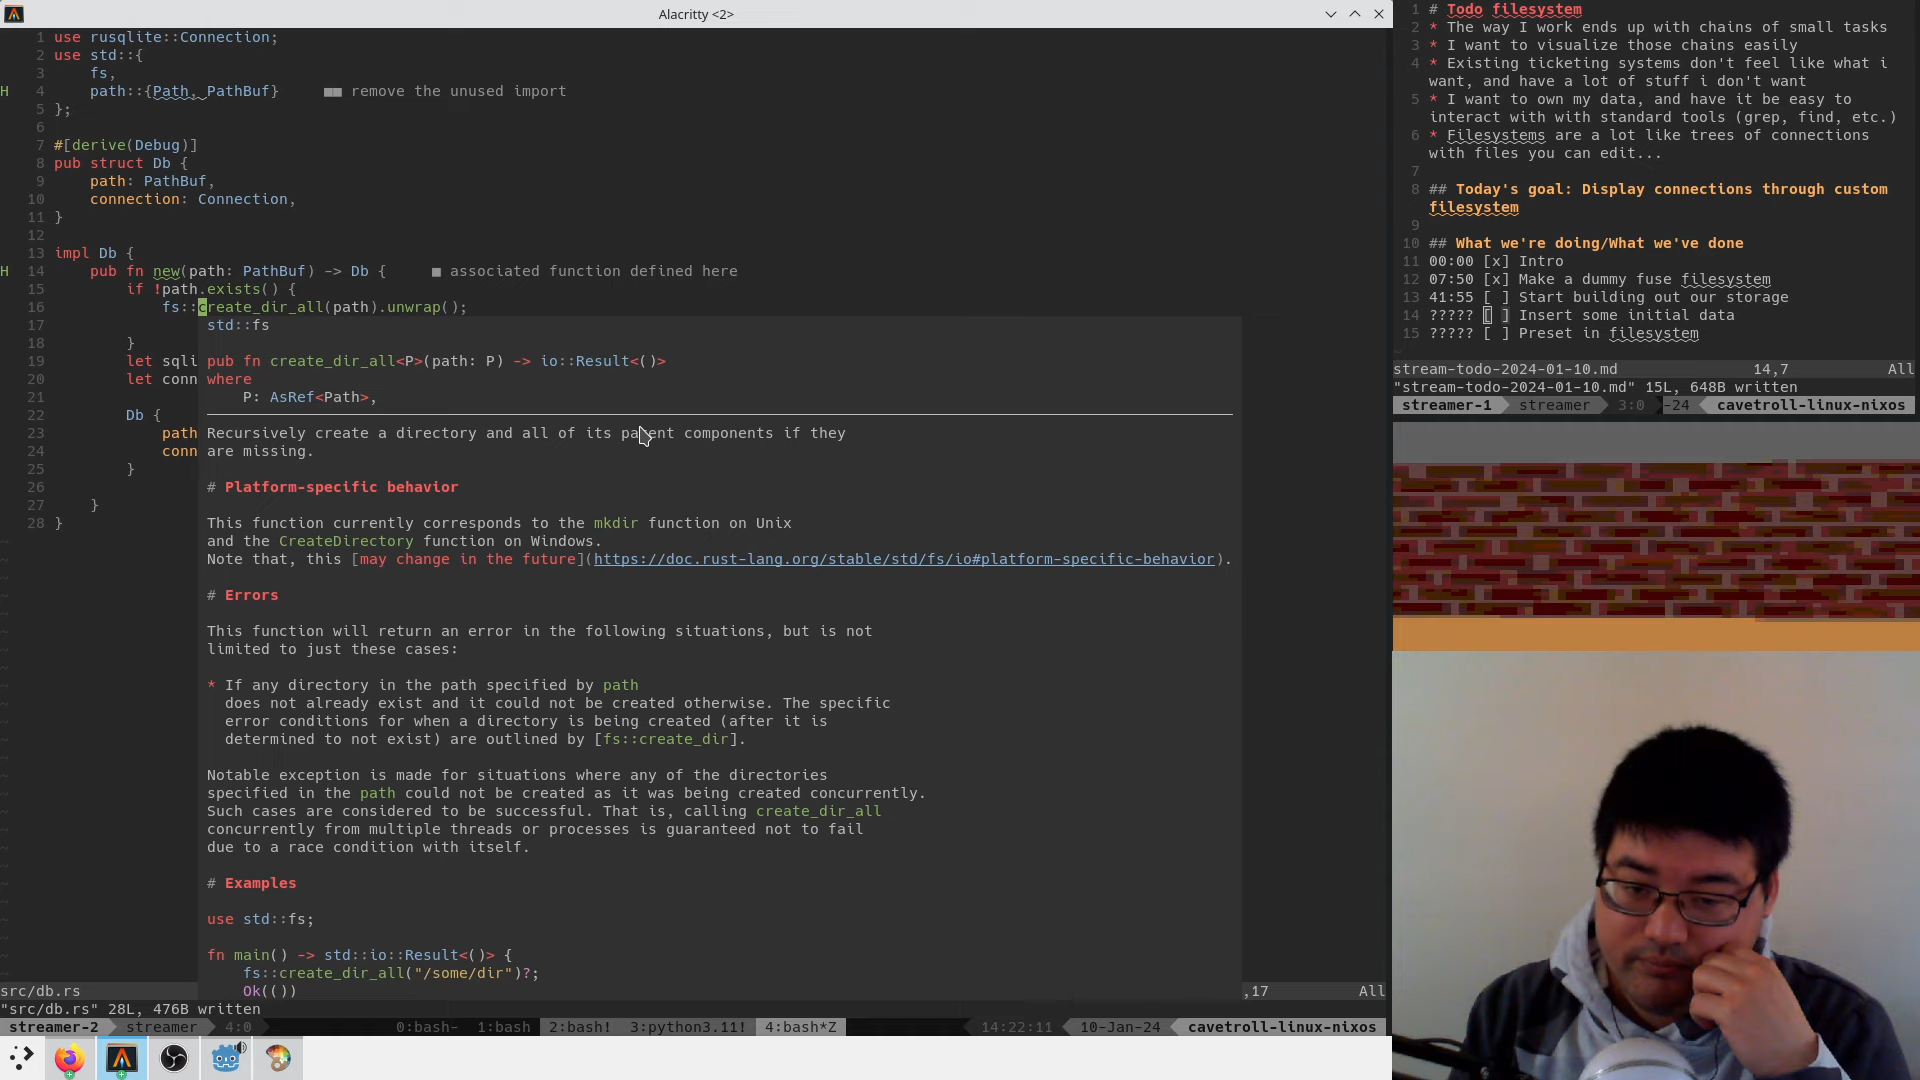 Alacritty <2>
1 use rusqlite::Connection;
2 use std::{
3 fs,
H 4 path::{Path, PathBuf} ■■ remove the unused import
5 };
6
7 #[derive(Debug)]
8 pub struct Db {
9 path: PathBuf,
10 connection: Connection,
11 }
12
13 impl Db {
H 14 pub fn new(path: PathBuf) -> Db { ■ associated function defined here
15 if !path.exists() {
16 fs::create_dir_all(path).unwrap();
17 std::fs
18 }
19 let sqli pub fn create_dir_all<P>(path: P) -> io::Result<()>
20 let conn where
21 P: AsRef<Path>,
22 Db {
23 path Recursively create a directory and all of its parent components if they
24 conn are missing.
25 }
26 # Platform-specific behavior
27 }
28 } This function currently corresponds to the mkdir function on Unix
and the CreateDirectory function on Windows.
Note that, this [may change in the future](https://doc.rust-lang.org/stable/std/fs/io#platform-specific-behavior).
# Errors
This function will return an error in the following situations, but is not
limited to just these cases:
* If any directory in the path specified by path
does not already exist and it could not be created otherwise. The specific
error conditions for when a directory is being created (after it is
determined to not exist) are outlined by [fs::create_dir].
Notable exception is made for situations where any of the directories
specified in the path could not be created as it was being created concurrently.
Such cases are considered to be successful. That is, calling create_dir_all
concurrently from multiple threads or processes is guaranteed not to fail
due to a race condition with itself.
# Examples
use std::fs;
fn main() -> std::io::Result<()> {
fs::create_dir_all("/some/dir")?;
Ok(())
src/db.rs ,17 All
"src/db.rs" 28L, 476B written
streamer-2 streamer 4:0 0:bash- 1:bash 2:bash! 3:python3.11! 4:bash*Z 14:22:11 10-Jan-24 cavetroll-linux-nixos
1 # Todo filesystem
2 * The way I work ends up with chains of small tasks
3 * I want to visualize those chains easily
4 * Existing ticketing systems don't feel like what i
want, and have a lot of stuff i don't want
5 * I want to own my data, and have it be easy to
interact with with standard tools (grep, find, etc.)
6 * Filesystems are a lot like trees of connections
with files you can edit...
7
8 ## Today's goal: Display connections through custom
filesystem
9
10 ## What we're doing/What we've done
11 00:00 [x] Intro
12 07:50 [x] Make a dummy fuse filesystem
13 41:55 [ ] Start building out our storage
14 ????? [ ] Insert some initial data
15 ????? [ ] Preset in filesystem
stream-todo-2024-01-10.md 14,7 All
"stream-todo-2024-01-10.md" 15L, 648B written
streamer-1 streamer 3:0 -24 cavetroll-linux-nixos